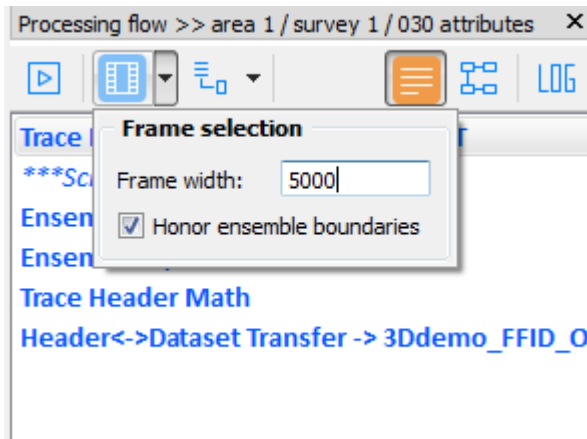 Processing flow >> area 1 / survey 1 / 030 attributes
LOG
Frame selection
Trace
T
Frame width: 5000
***Sc
Honor ensemble boundaries
Ensen
Ensen
Trace Header Math
Header<->Dataset Transfer -> 3Ddemo_FFID_O